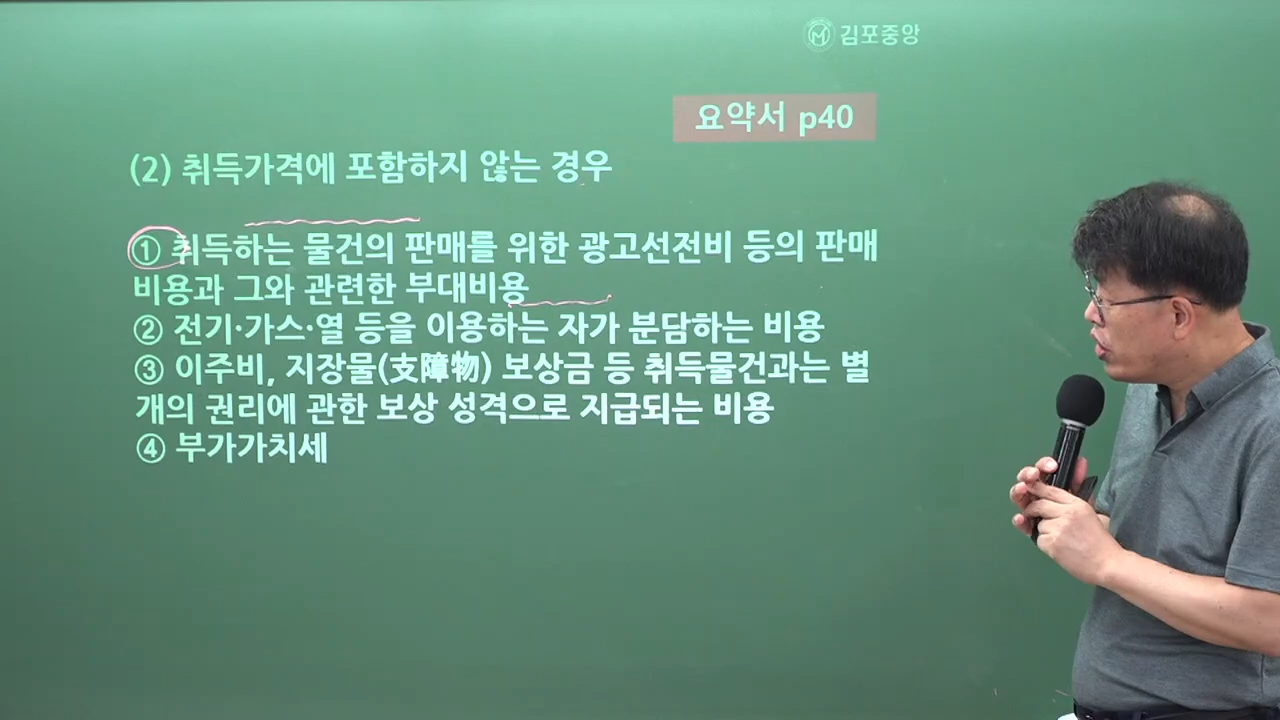 김포중앙
요약서 p40
(2) 취득가격에 포함하지 않는 경우
① 취득하는 물건의 판매를 위한 광고선전비 등의 판매
비용과 그와 관련한 부대비용
② 전기·가스·열 등을 이용하는 자가 분담하는 비용
③ 이주비, 지장물(支障物) 보상금 등 취득물건과는 별
개의 권리에 관한 보상 성격으로 지급되는 비용
④ 부가가치세